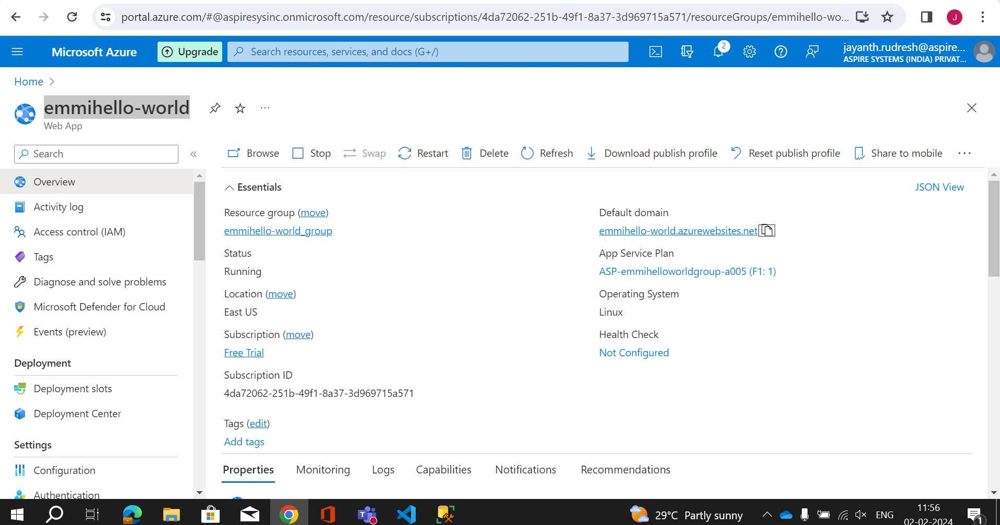 portal.azure.com/#@aspiresysinc.onmicrosoft.com/resource/subscriptions/4da72062-251b-49f1-8a37-3d969715a571/resourceGroups/emmihello-wo...
J
Microsoft Azure
Upgrade
Search resources, services, and docs (G+/)
2
jayanth.rudresh@aspire...
ASPIRE SYSTEMS (INDIA) PRIVAT...
Home
emmihello-world
...
Web App
Search
«
Browse
Stop
Swap
Restart
Delete
Refresh
Download publish profile
Reset publish profile
Share to mobile
...
Overview
Activity log
Access control (IAM)
Tags
Diagnose and solve problems
Microsoft Defender for Cloud
Events (preview)
Deployment
Deployment slots
Deployment Center
Settings
Configuration
Authentication
Essentials
JSON View
Resource group (move)
emmihello-world_group
Status
Running
Location (move)
East US
Subscription (move)
Free Trial
Subscription ID
4da72062-251b-49f1-8a37-3d969715a571
Tags (edit)
Add tags
Default domain
emmihello-world.azurewebsites.net
App Service Plan
ASP-emmihelloworldgroup-a005 (F1: 1)
Operating System
Linux
Health Check
Not Configured
Properties
Monitoring
Logs
Capabilities
Notifications
Recommendations
29°C Partly sunny
ENG
11:56
02-02-2024
1